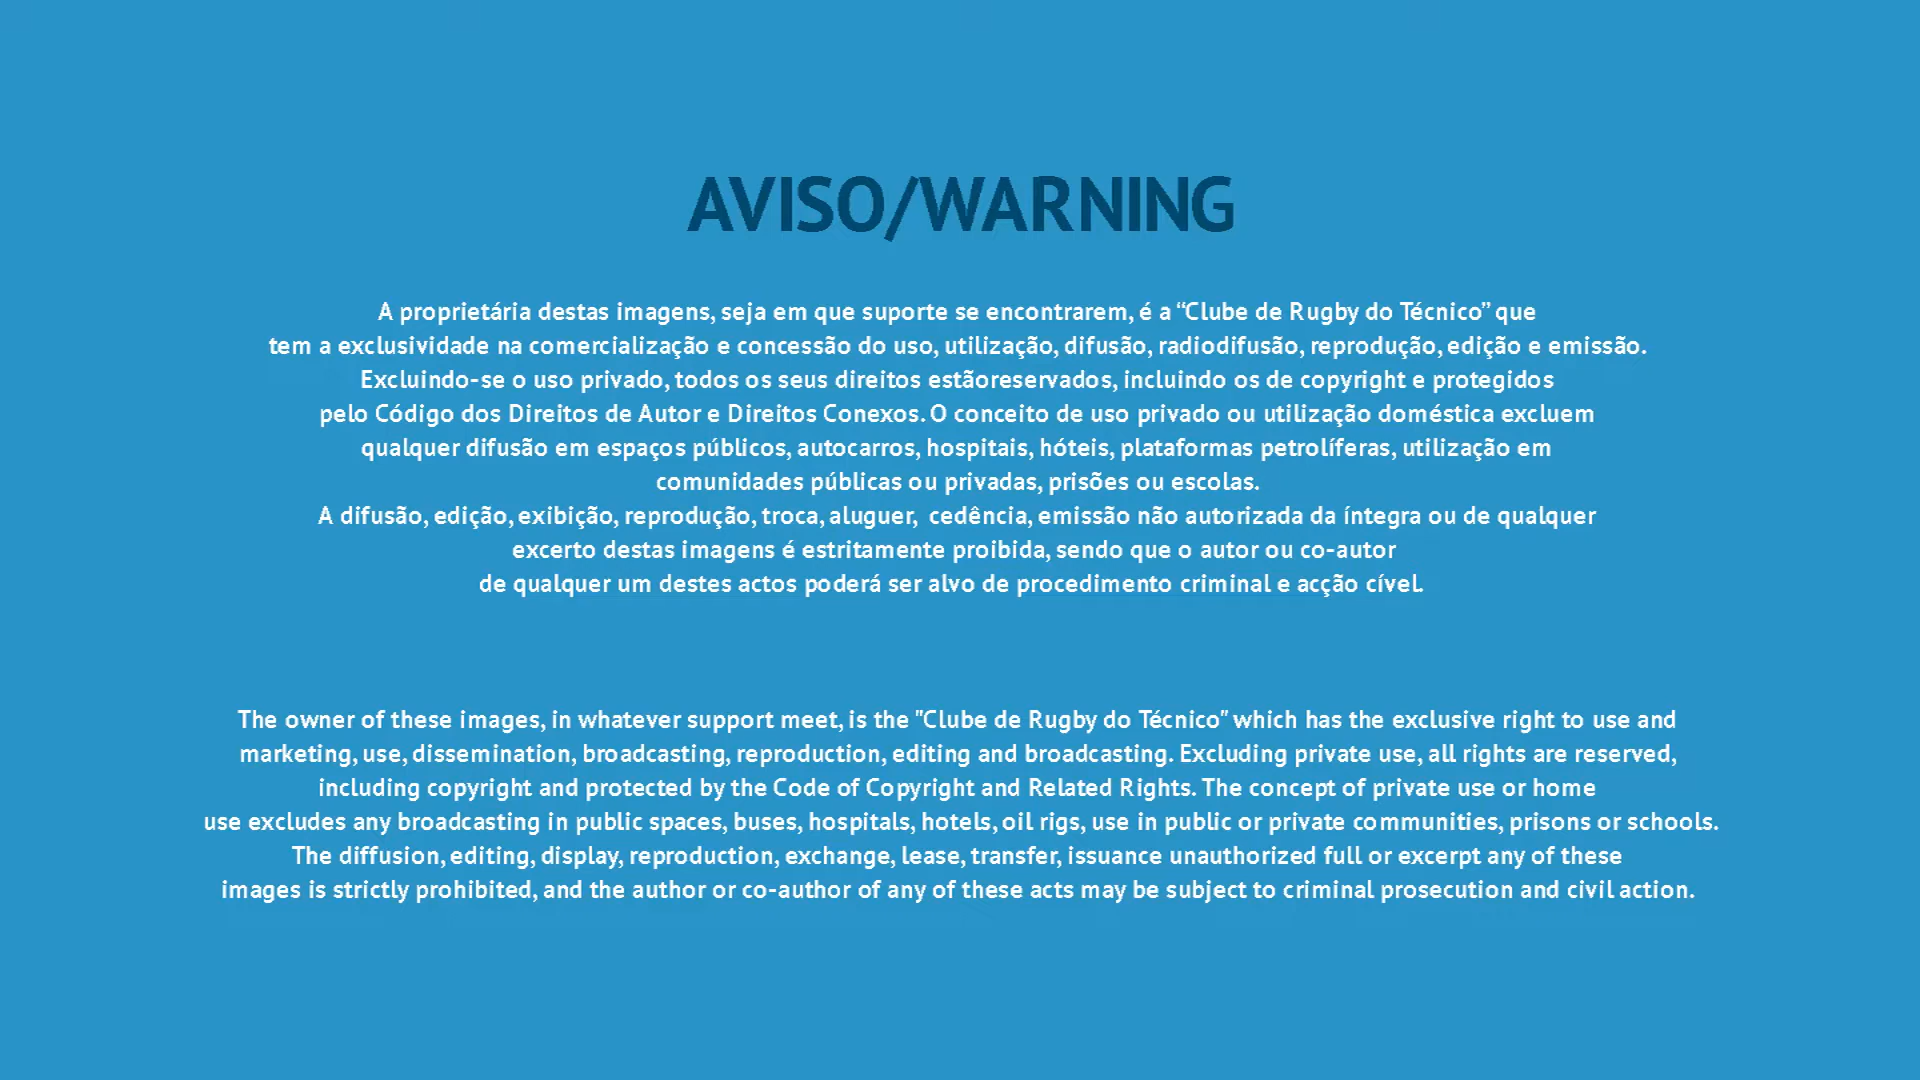 AVISO/WARNING
A proprietária destas imagens, seja em que suporte se encontrarem, é a “Clube de Rugby do Técnico” que
tem a exclusividade na comercialização e concessão do uso, utilização, difusão, radiodifusão, reprodução, edição e emissão.
Excluindo-se o uso privado, todos os seus direitos estãoreservados, incluindo os de copyright e protegidos
pelo Código dos Direitos de Autor e Direitos Conexos. O conceito de uso privado ou utilização doméstica excluem
qualquer difusão em espaços públicos, autocarros, hospitais, hóteis, plataformas petrolíferas, utilização em
comunidades públicas ou privadas, prisões ou escolas.
A difusão, edição, exibição, reprodução, troca, aluguer,  cedência, emissão não autorizada da íntegra ou de qualquer
excerto destas imagens é estritamente proibida, sendo que o autor ou co-autor
de qualquer um destes actos poderá ser alvo de procedimento criminal e acção cível.
The owner of these images, in whatever support meet, is the "Clube de Rugby do Técnico" which has the exclusive right to use and
marketing, use, dissemination, broadcasting, reproduction, editing and broadcasting. Excluding private use, all rights are reserved,
including copyright and protected by the Code of Copyright and Related Rights. The concept of private use or home
use excludes any broadcasting in public spaces, buses, hospitals, hotels, oil rigs, use in public or private communities, prisons or schools.
The diffusion, editing, display, reproduction, exchange, lease, transfer, issuance unauthorized full or excerpt any of these
images is strictly prohibited, and the author or co-author of any of these acts may be subject to criminal prosecution and civil action.